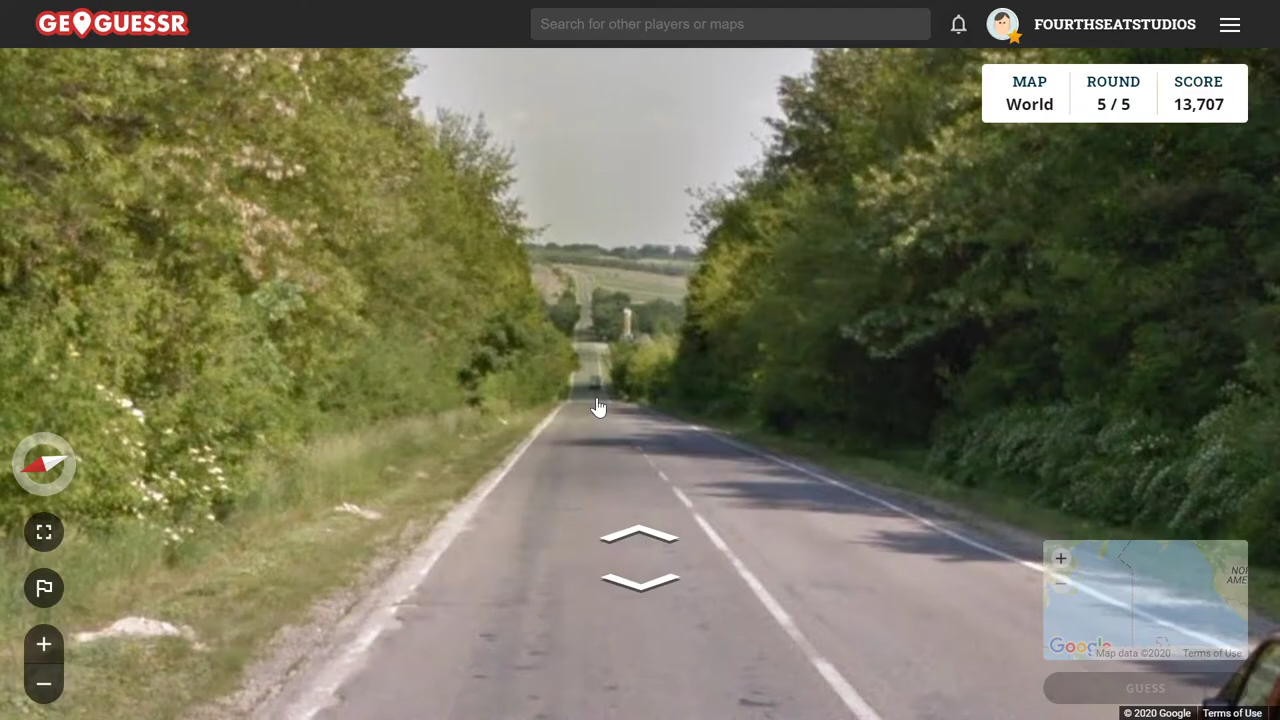 GEOGUESSR
Search for other players or maps
FOURTHSEATSTUDIOS
MAP ROUND SCORE
World 5 / 5 13,707
+
−
+
−
Google
Map data ©2020 Terms of Use
GUESS
© 2020 Google Terms of Use